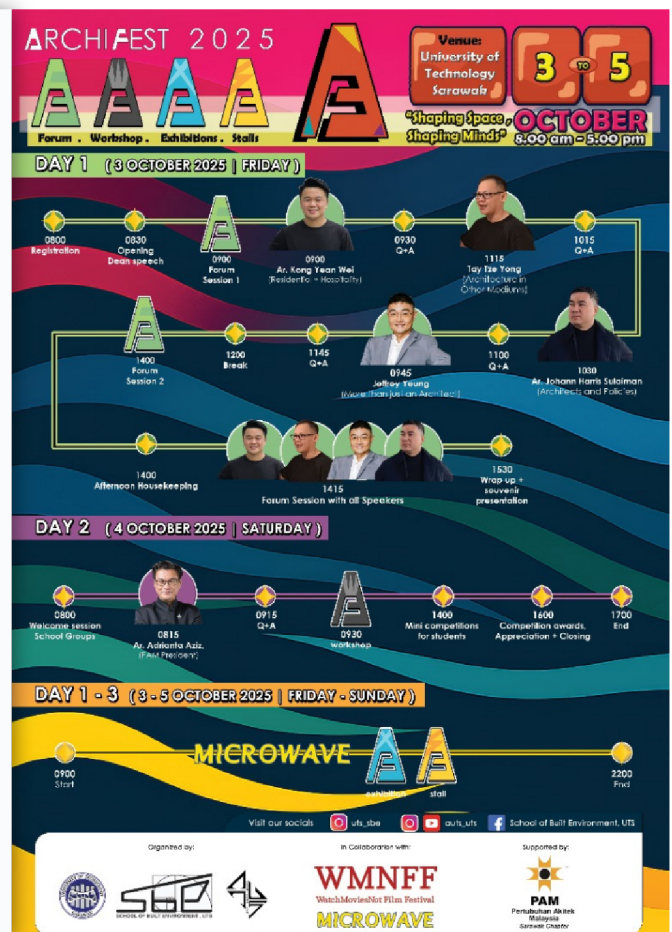 ARCHIFEST 2025
Forum . Workshop . Exhibitions . Stalls
Venue:
University of
Technology
Sarawak
3 TO 5
OCTOBER
"Shaping Space,
Shaping Minds"
8.00 am - 5.00 pm
DAY 1 ( 3 OCTOBER 2025 | FRIDAY )
0800
Registration
0830
Opening
Dean speech
0900
Forum
Session 1
0900
Ar. Kong Yean Wei
(Residential + Hospitality)
0930
Q+A
1115
Tay Tze Yong
(Architecture in
Other Mediums)
1015
Q+A
1400
Forum
Session 2
1200
Break
1145
Q+A
0945
Jeffrey Yeung
(More Than just an Architect)
1100
Q+A
1030
Ar. Johann Harris Sulaiman
(Architects and Policies)
1400
Afternoon Housekeeping
1415
Forum Session with all Speakers
1530
Wrap up +
souvenir
presentation
DAY 2 ( 4 OCTOBER 2025 | SATURDAY )
0800
Welcome session
School Groups
0815
Ar. Adrianta Aziz,
(PAM President)
0915
Q+A
0930
workshop
1400
Mini competitions
for students
1600
Competition awards,
Appreciation + Closing
1700
End
DAY 1 - 3 ( 3 - 5 OCTOBER 2025 | FRIDAY - SUNDAY )
0900
Start
MICROWAVE
exhibition
stall
2200
End
Visit our socials uts_sbe auts_uts School of Built Environment, UTS
Organized by:
SCHOOL OF BUILT ENVIRONMENT , UTS
In Collaboration with:
WMNFF
WatchMoviesNot Film Festival
MICROWAVE
Supported by:
PAM
Pertubuhan Akitek
Malaysia
Sarawak Chapter